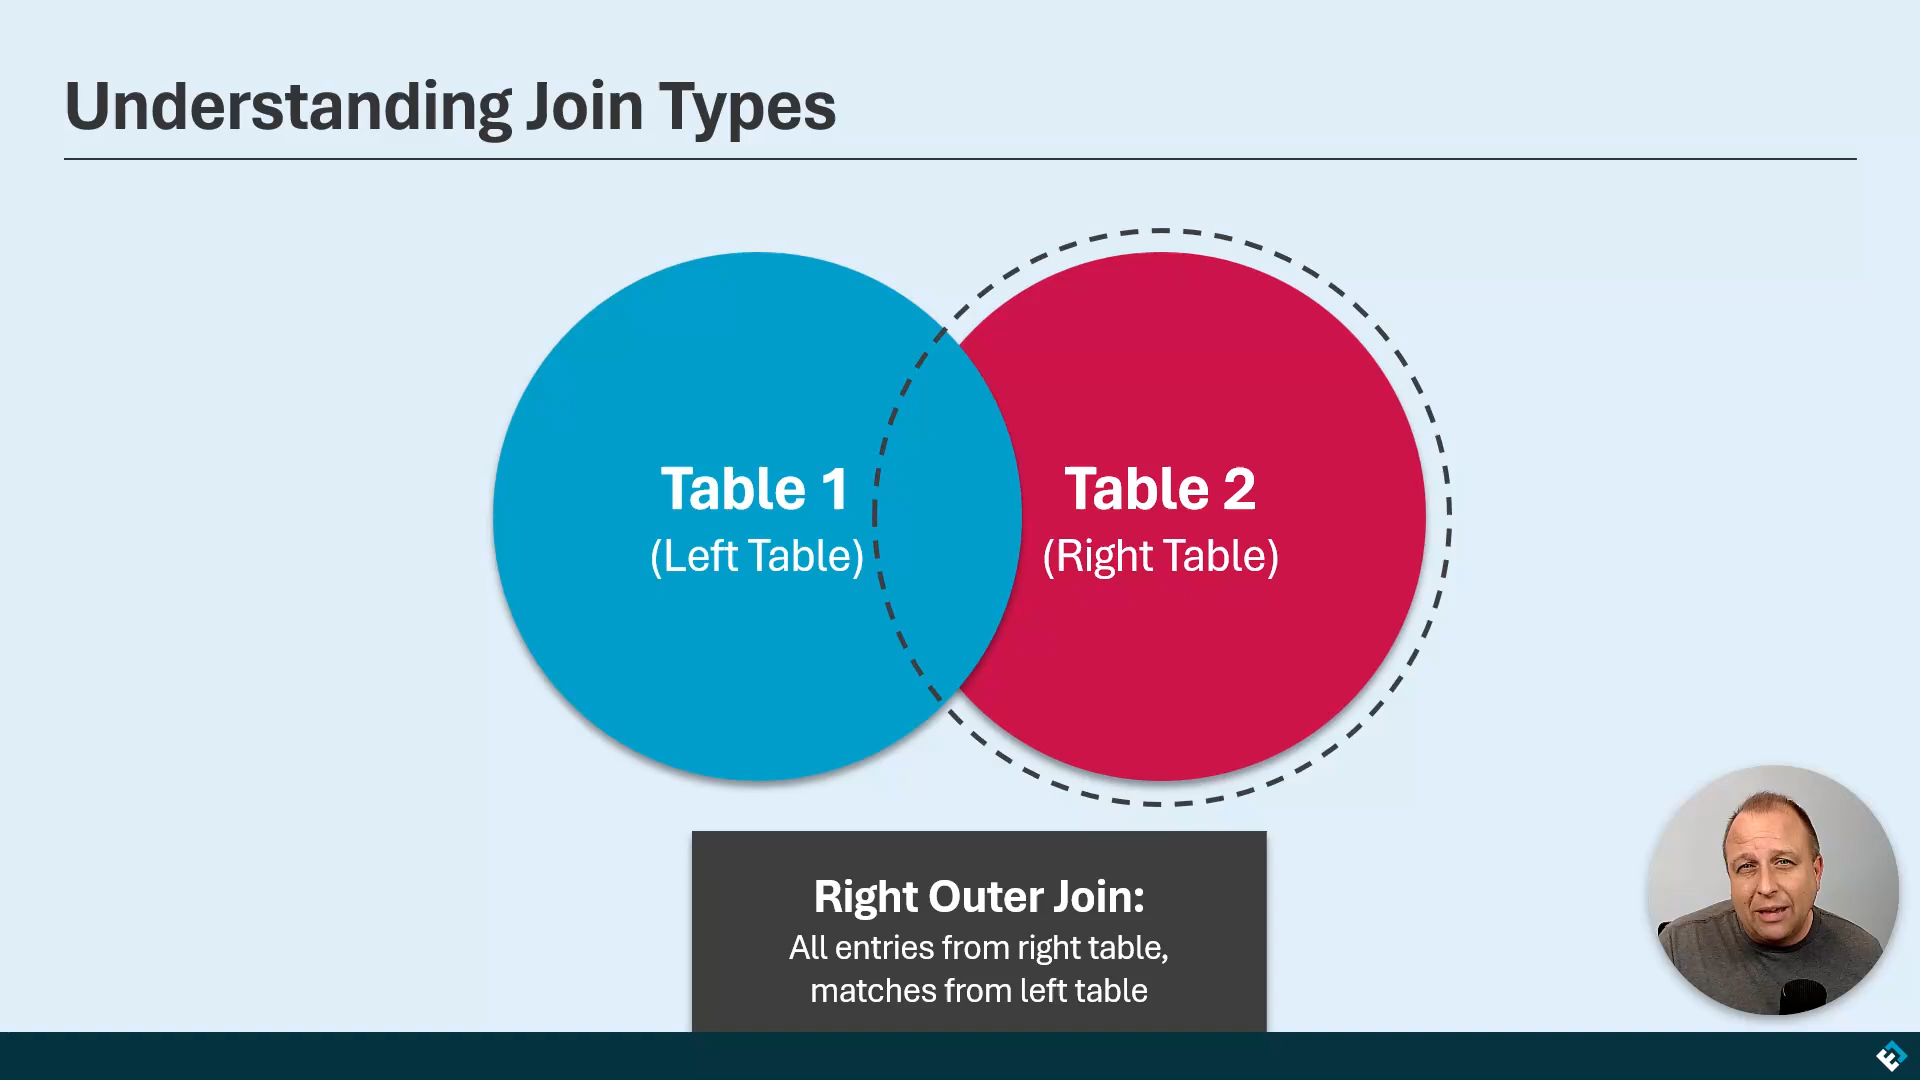 Understanding Join Types
Table 1
(Left Table)
Table 2
(Right Table)
Right Outer Join:
All entries from right table,
matches from left table